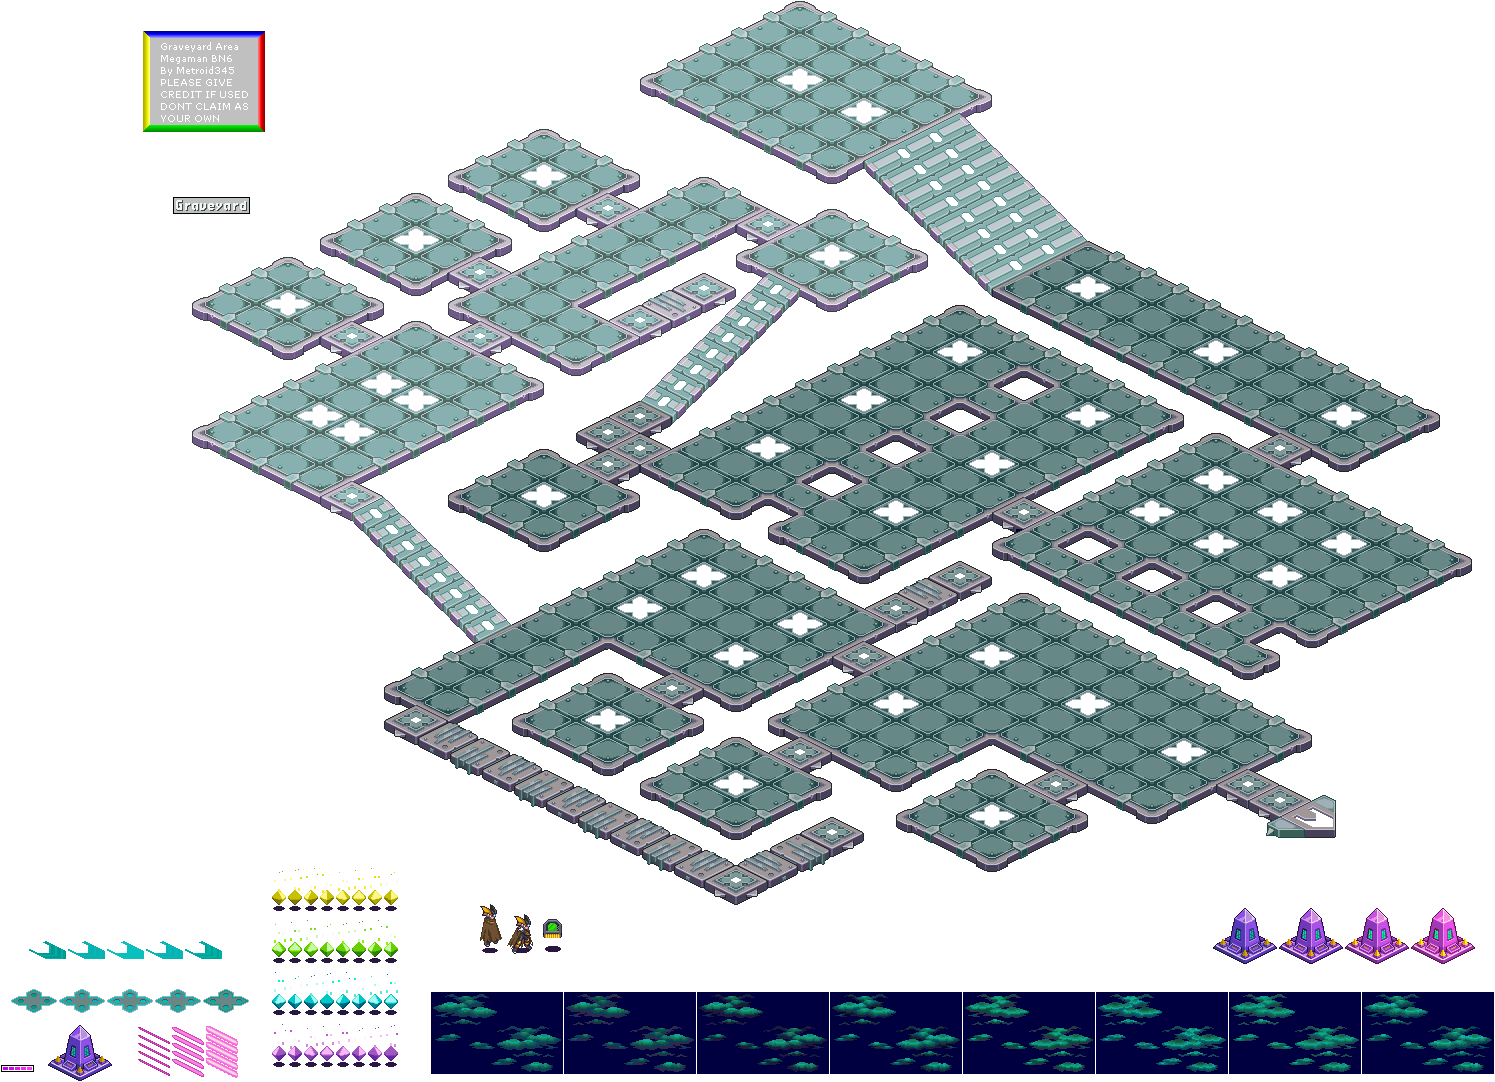 Graveyard Area
Megaman BN6
By Metroid345
PLEASE GIVE
CREDIT IF USED
DONT CLAIM AS
YOUR OWN
Graveyard